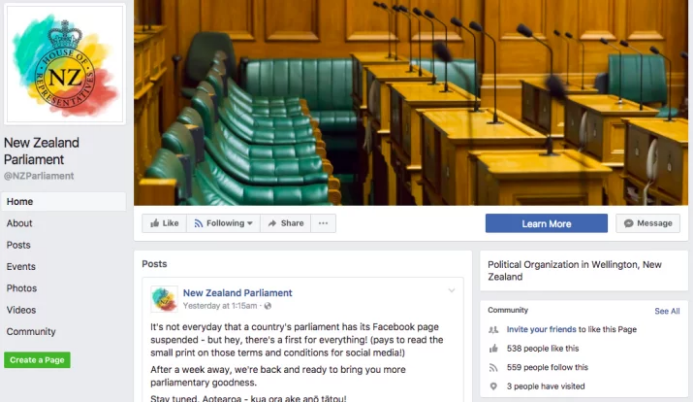 HOUSE OF
NZ
REPRESENTATIVES
New Zealand
Parliament
@NZParliament
Home
About
Posts
Events
Photos
Videos
Community
Create a Page
Like
Following
Share
Learn More
Message
Posts
New Zealand Parliament
Yesterday at 1:15am ·
It's not everyday that a country's parliament has its Facebook page
suspended - but hey, there's a first for everything! (pays to read the
small print on those terms and conditions for social media!)
After a week away, we're back and ready to bring you more
parliamentary goodness.
Stay tuned, Aotearoa - kua ora ake anō tātou!
Political Organization in Wellington, New
Zealand
Community
See All
Invite your friends to like this Page
538 people like this
559 people follow this
3 people have visited